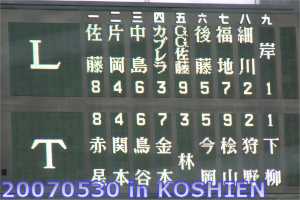 L
一佐藤8
二片岡4
三中島6
四カブレラ3
五G.G.佐藤9
六後藤5
七福地7
八細川2
九岸1
T
8赤星
4関本
6鳥谷
7金本
3林
5今岡
9桧山
2狩野
1下柳
20070530 in KOSHIEN